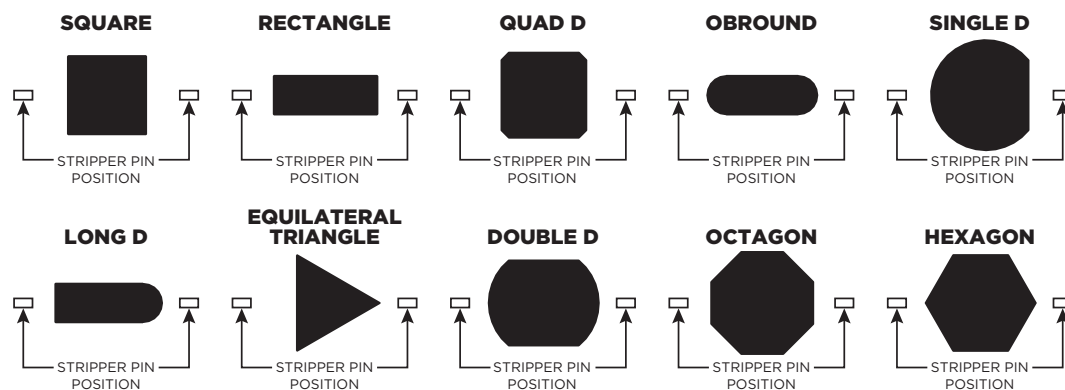 SQUARE
RECTANGLE
QUAD D
OBROUND
SINGLE D
STRIPPER PIN
POSITION
STRIPPER PIN
POSITION
STRIPPER PIN
POSITION
STRIPPER PIN
POSITION
STRIPPER PIN
POSITION
LONG D
EQUILATERAL
TRIANGLE
DOUBLE D
OCTAGON
HEXAGON
STRIPPER PIN
POSITION
STRIPPER PIN
POSITION
STRIPPER PIN
POSITION
STRIPPER PIN
POSITION
STRIPPER PIN
POSITION